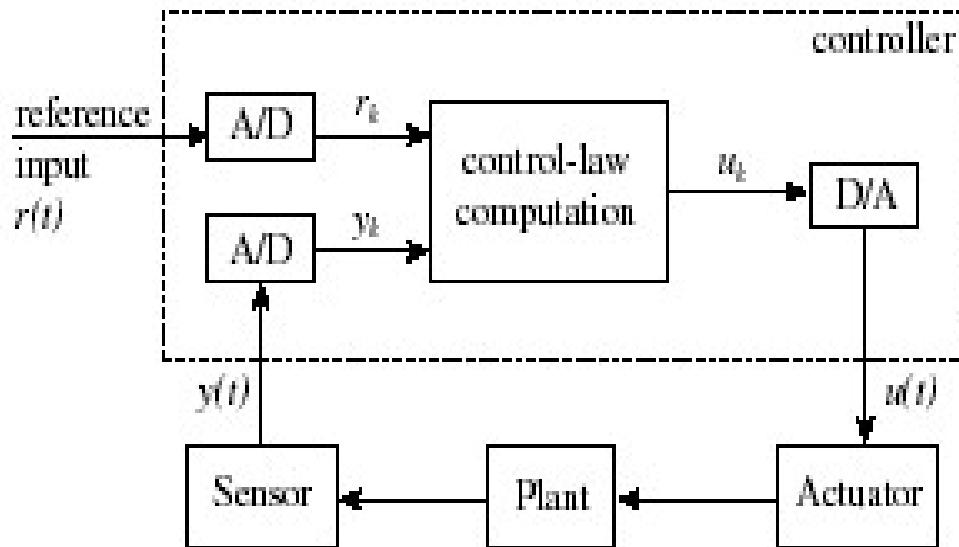 controller
reference
input
r(t)
A/D
r_k
A/D
y_k
control-law
computation
u_k
D/A
y(t)
u(t)
Sensor
Plant
Actuator